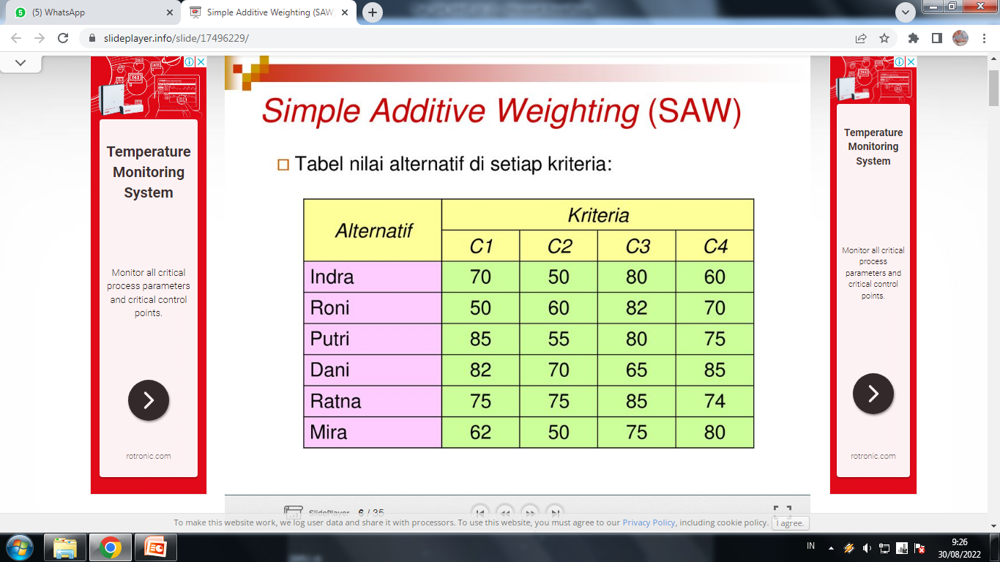 (5) WhatsApp
Simple Additive Weighting (SAW
slideplayer.info/slide/17496229/
Temperature
Monitoring
System
Monitor all critical
process parameters
and critical control
points.
rotronic.com
Simple Additive Weighting (SAW)
Tabel nilai alternatif di setiap kriteria:
Alternatif Kriteria
C1 C2 C3 C4
Indra 70 50 80 60
Roni 50 60 82 70
Putri 85 55 80 75
Dani 82 70 65 85
Ratna 75 75 85 74
Mira 62 50 75 80
SlidePlayer 6 / 35
Temperature
Monitoring
System
Monitor all critical
process
parameters and
critical control
points.
rotronic.com
To make this website work, we log user data and share it with processors. To use this website, you must agree to our Privacy Policy, including cookie policy. I agree.
IN
9:26
30/08/2022